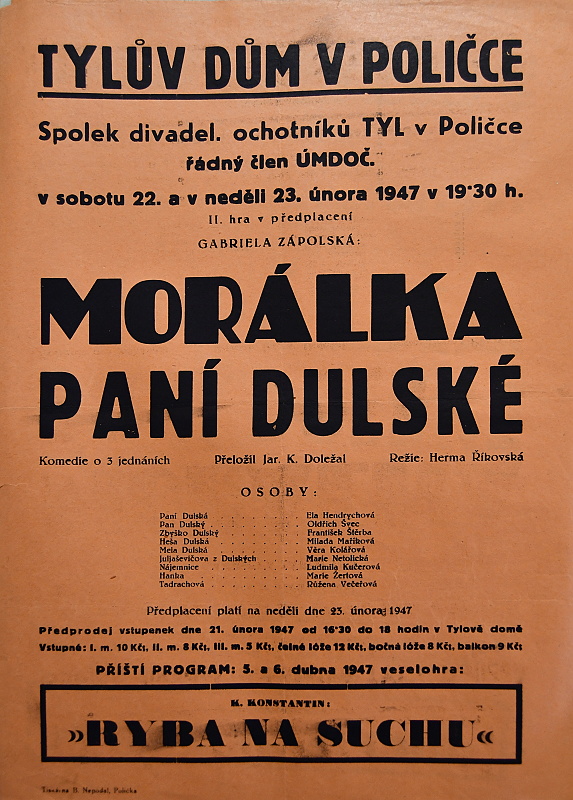 TYLŮV DŮM V POLIČCE
Spolek divadel. ochotníků TYL v Poličce
řádný člen ÚMDOČ.
v sobotu 22. a v neděli 23. února 1947 v 19·30 h.
II. hra v předplacení
GABRIELA ZÁPOLSKÁ:
MORÁLKA
PANÍ DULSKÉ
Komedie o 3 jednáních Přeložil Jar. K. Doležal Režie: Herma Říkovská
OSOBY:
Paní Dulská . . . . . . . . . Ela Hendrychová
Pan Dulský . . . . . . . . . Oldřich Švec
Zbyško Dulský . . . . . . . . František Štěrba
Heša Dulská . . . . . . . . . Milada Maříková
Mela Dulská . . . . . . . . . Věra Kolářová
Juljaševičova z Dulských . . . . Marie Netolická
Nájemnice . . . . . . . . . Ludmila Kučerová
Hanka . . . . . . . . . . Marie Žertová
Tadrachová . . . . . . . . . Růžena Večeřová
Předplacení platí na neděli dne 23. února 1947
Předprodej vstupenek dne 21. února 1947 od 16·30 do 18 hodin v Tylově domě
Vstupné: I. m. 10 Kčs, II. m. 8 Kčs, III. m. 5 Kčs, čelné lóže 12 Kčs, bočná lóže 8 Kčs, balkon 9 Kčs
PŘÍŠTÍ PROGRAM: 5. a 6. dubna 1947 veselohra:
K. KONSTANTIN:
»RYBA NA SUCHU«
Tiskárna B. Nepodal, Polička